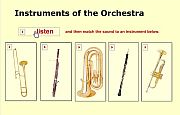 Instruments of the Orchestra
listen and then match the sound to an instrument below.